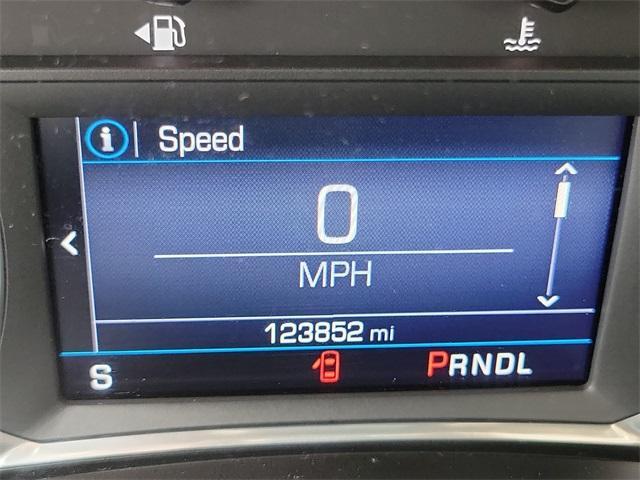 Speed
0
MPH
123852 mi
S
PRNDL